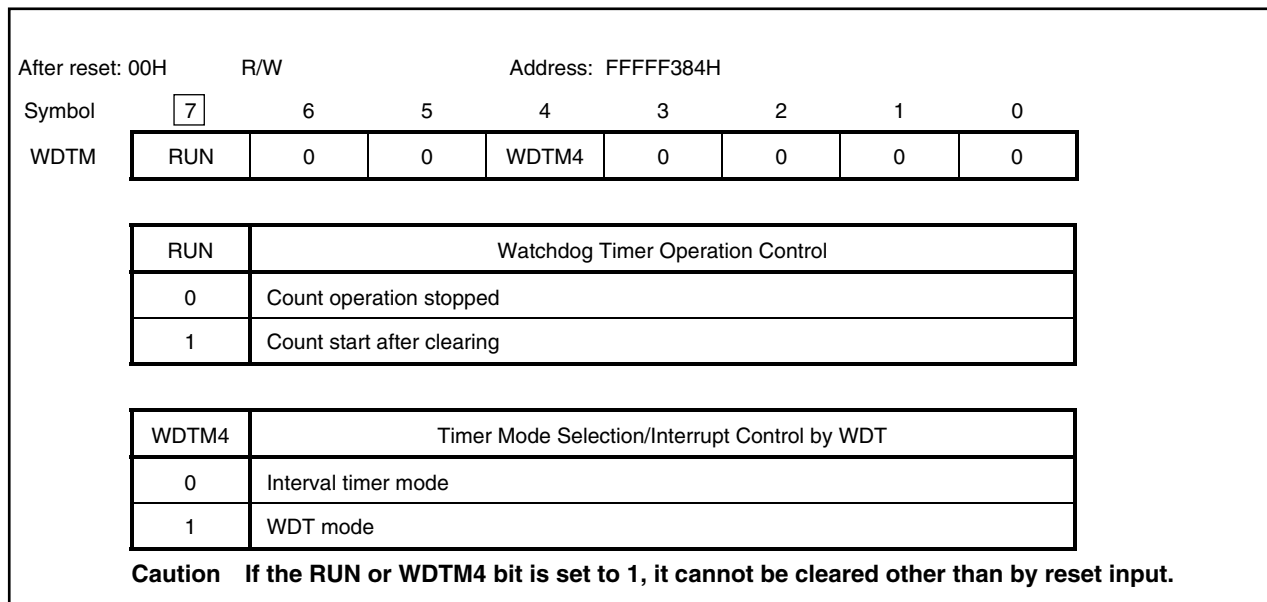 After reset: 00H R/W Address: FFFFF384H
Symbol 7 6 5 4 3 2 1 0
WDTM RUN 0 0 WDTM4 0 0 0 0
RUN Watchdog Timer Operation Control
0 Count operation stopped
1 Count start after clearing
WDTM4 Timer Mode Selection/Interrupt Control by WDT
0 Interval timer mode
1 WDT mode
Caution If the RUN or WDTM4 bit is set to 1, it cannot be cleared other than by reset input.